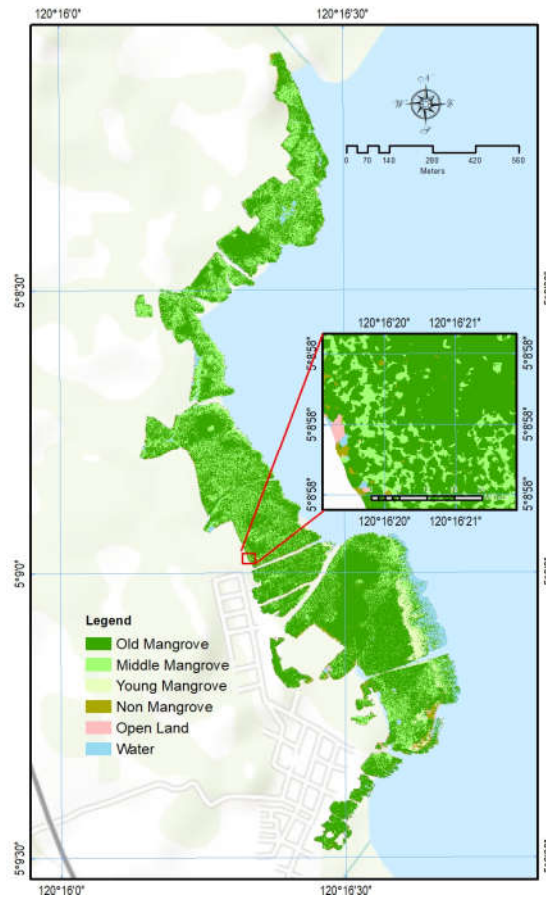 120°16'0" 120°16'30"
0 70 140 280 420 560
Meters
5°8'30"
120°16'20" 120°16'21"
5°8'58" 5°8'58"
5°8'58" 5°8'58"
5°8'58" 5°8'58"
120°16'20" 120°16'21"
5°9'0"
Legend
Old Mangrove
Middle Mangrove
Young Mangrove
Non Mangrove
Open Land
Water
5°9'30"
120°16'0" 120°16'30"